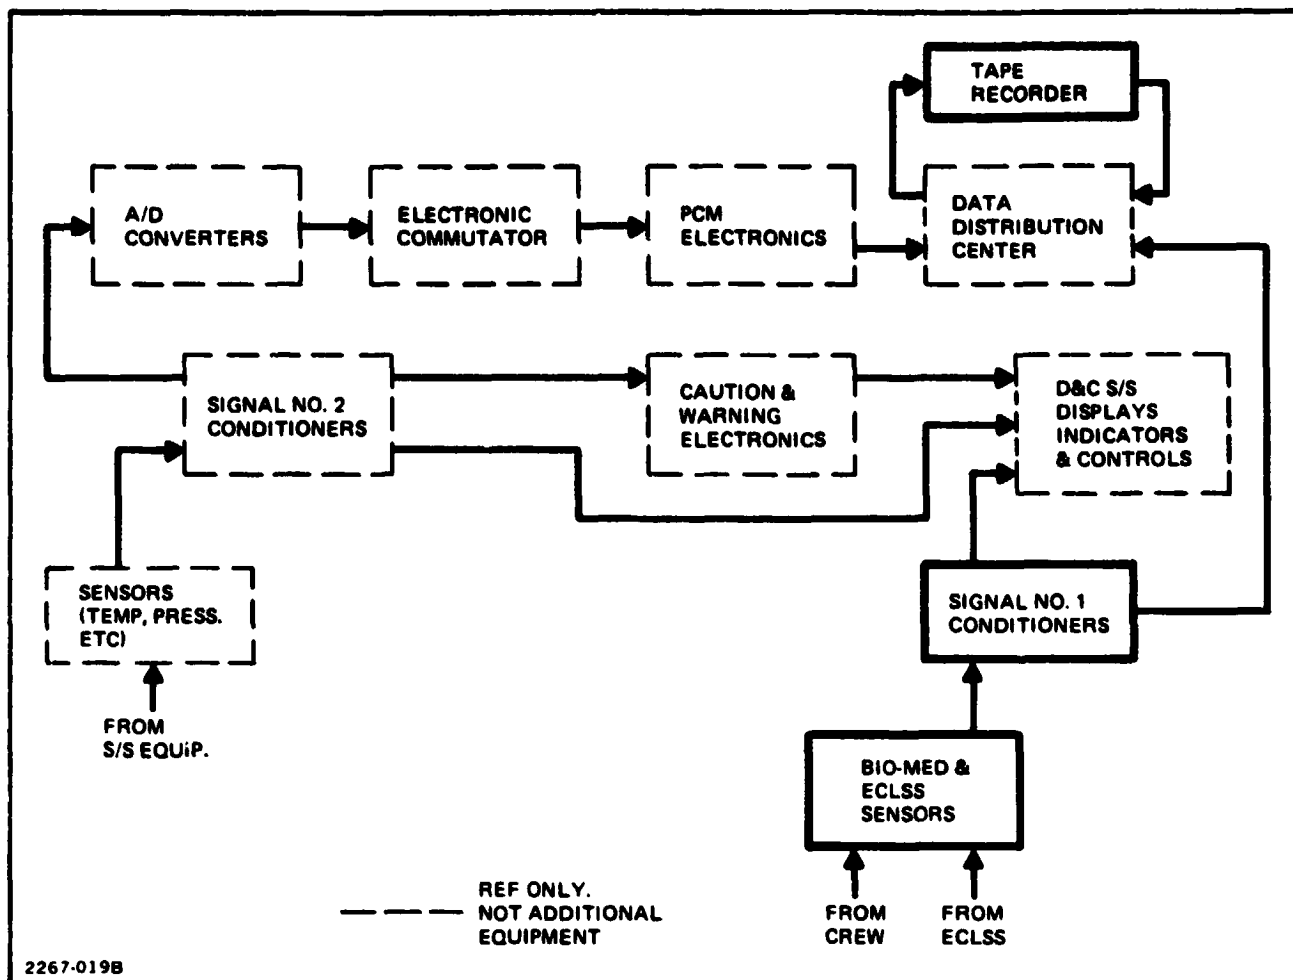 TAPE
RECORDER
A/D
CONVERTERS
ELECTRONIC
COMMUTATOR
PCM
ELECTRONICS
DATA
DISTRIBUTION
CENTER
SIGNAL NO. 2
CONDITIONERS
CAUTION &
WARNING
ELECTRONICS
D&C S/S
DISPLAYS
INDICATORS
& CONTROLS
SENSORS
(TEMP, PRESS.
ETC)
FROM
S/S EQUIP.
SIGNAL NO. 1
CONDITIONERS
BIO-MED &
ECLSS
SENSORS
FROM
CREW
FROM
ECLSS
REF ONLY.
NOT ADDITIONAL
EQUIPMENT
2267-019B